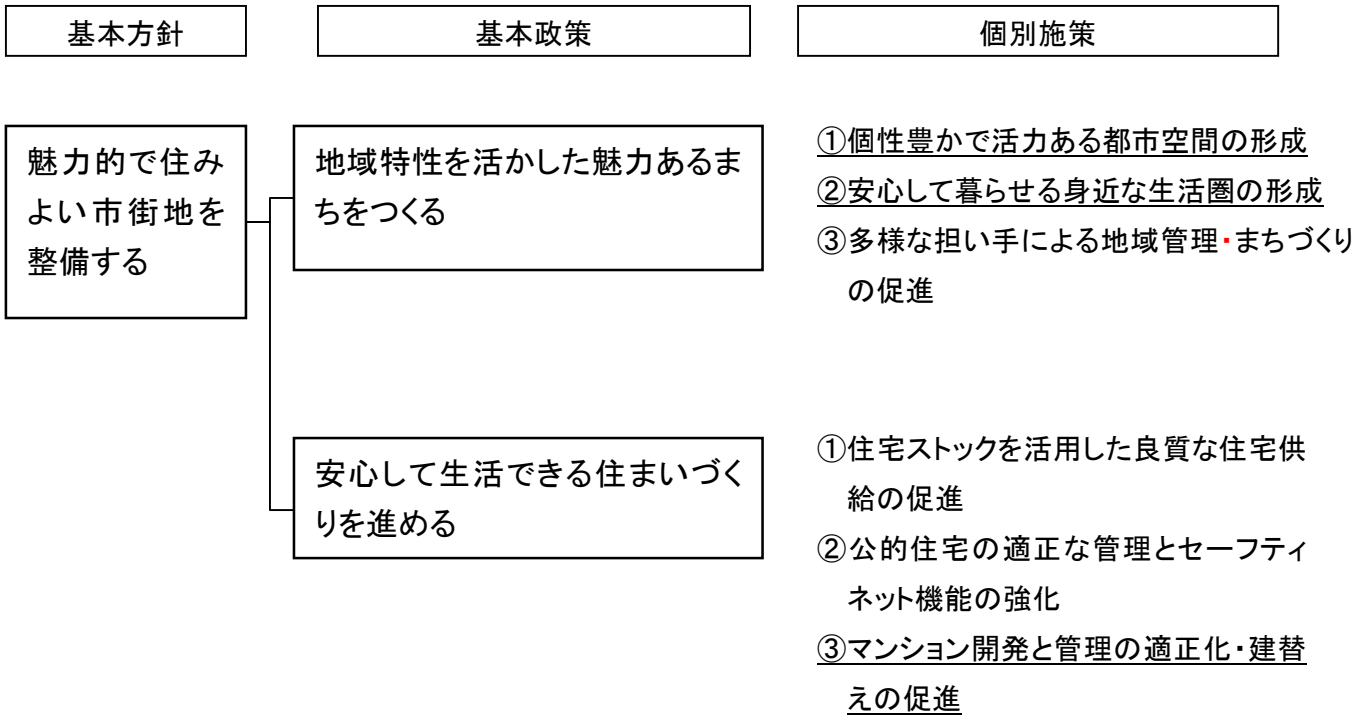 基本方針
基本政策
個別施策
魅力的で住み
よい市街地を
整備する
地域特性を活かした魅力あるま
ちをつくる
①個性豊かで活力ある都市空間の形成
②安心して暮らせる身近な生活圏の形成
③多様な担い手による地域管理・まちづくり
の促進
安心して生活できる住まいづく
りを進める
①住宅ストックを活用した良質な住宅供
給の促進
②公的住宅の適正な管理とセーフティ
ネット機能の強化
③マンション開発と管理の適正化・建替
えの促進